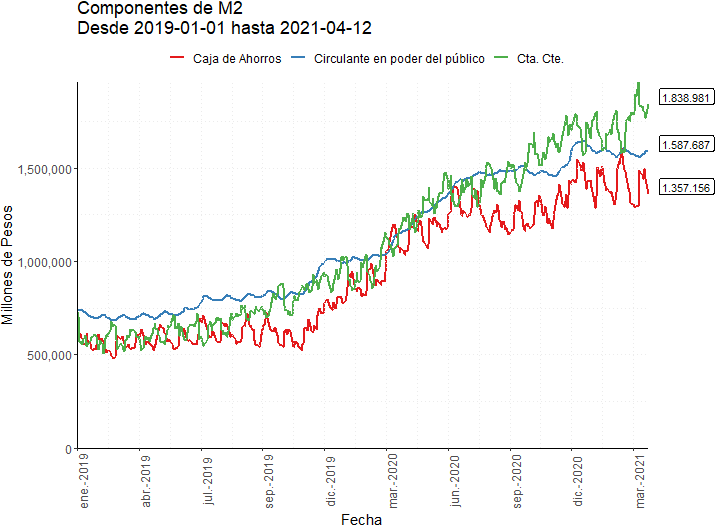 Componentes de M2
Desde 2019-01-01 hasta 2021-04-12
Caja de Ahorros Circulante en poder del público Cta. Cte.
Millones de Pesos
1,500,000
1,000,000
500,000
0
1.838.981
1.587.687
1.357.156
ene.-2019
abr.-2019
jul.-2019
sep.-2019
dic.-2019
mar.-2020
jun.-2020
sep.-2020
dic.-2020
mar.-2021
Fecha